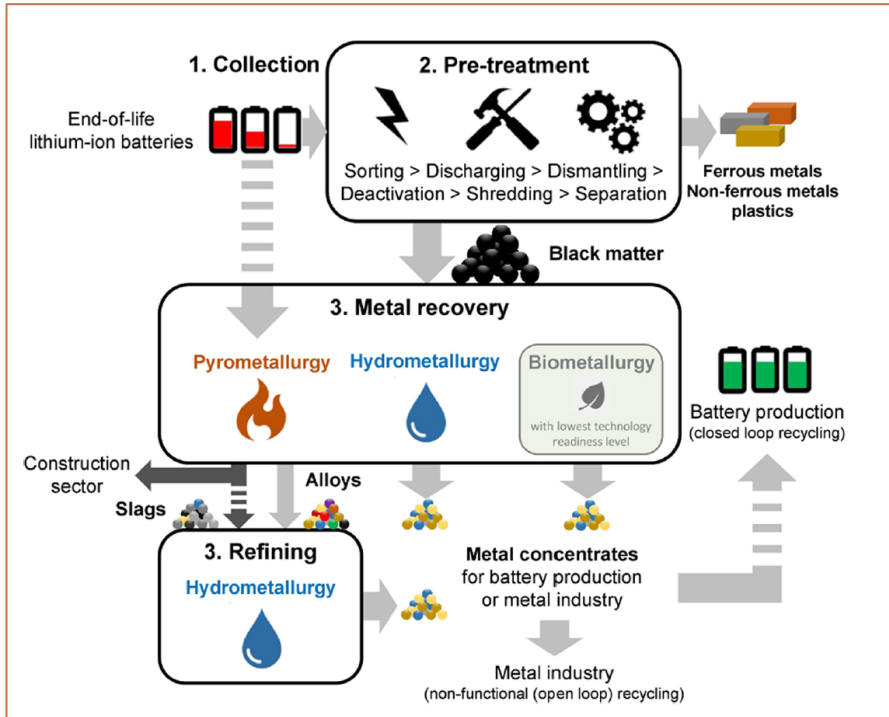 1. Collection
2. Pre-treatment
End-of-life
lithium-ion batteries
Sorting > Discharging > Dismantling >
Deactivation > Shredding > Separation
Ferrous metals
Non-ferrous metals
plastics
Black matter
3. Metal recovery
Pyrometallurgy
Hydrometallurgy
Biometallurgy
with lowest technology
readiness level
Battery production
(closed loop recycling)
Construction
sector
Slags
Alloys
3. Refining
Hydrometallurgy
Metal concentrates
for battery production
or metal industry
Metal industry
(non-functional (open loop) recycling)